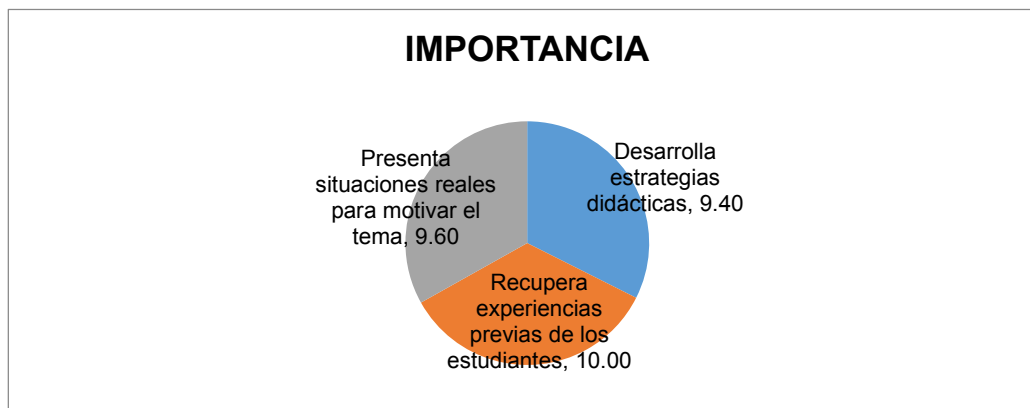 IMPORTANCIA
Desarrolla
estrategias
didácticas, 9.40
Presenta
situaciones reales
para motivar el
tema, 9.60
Recupera
experiencias
previas de los
estudiantes, 10.00